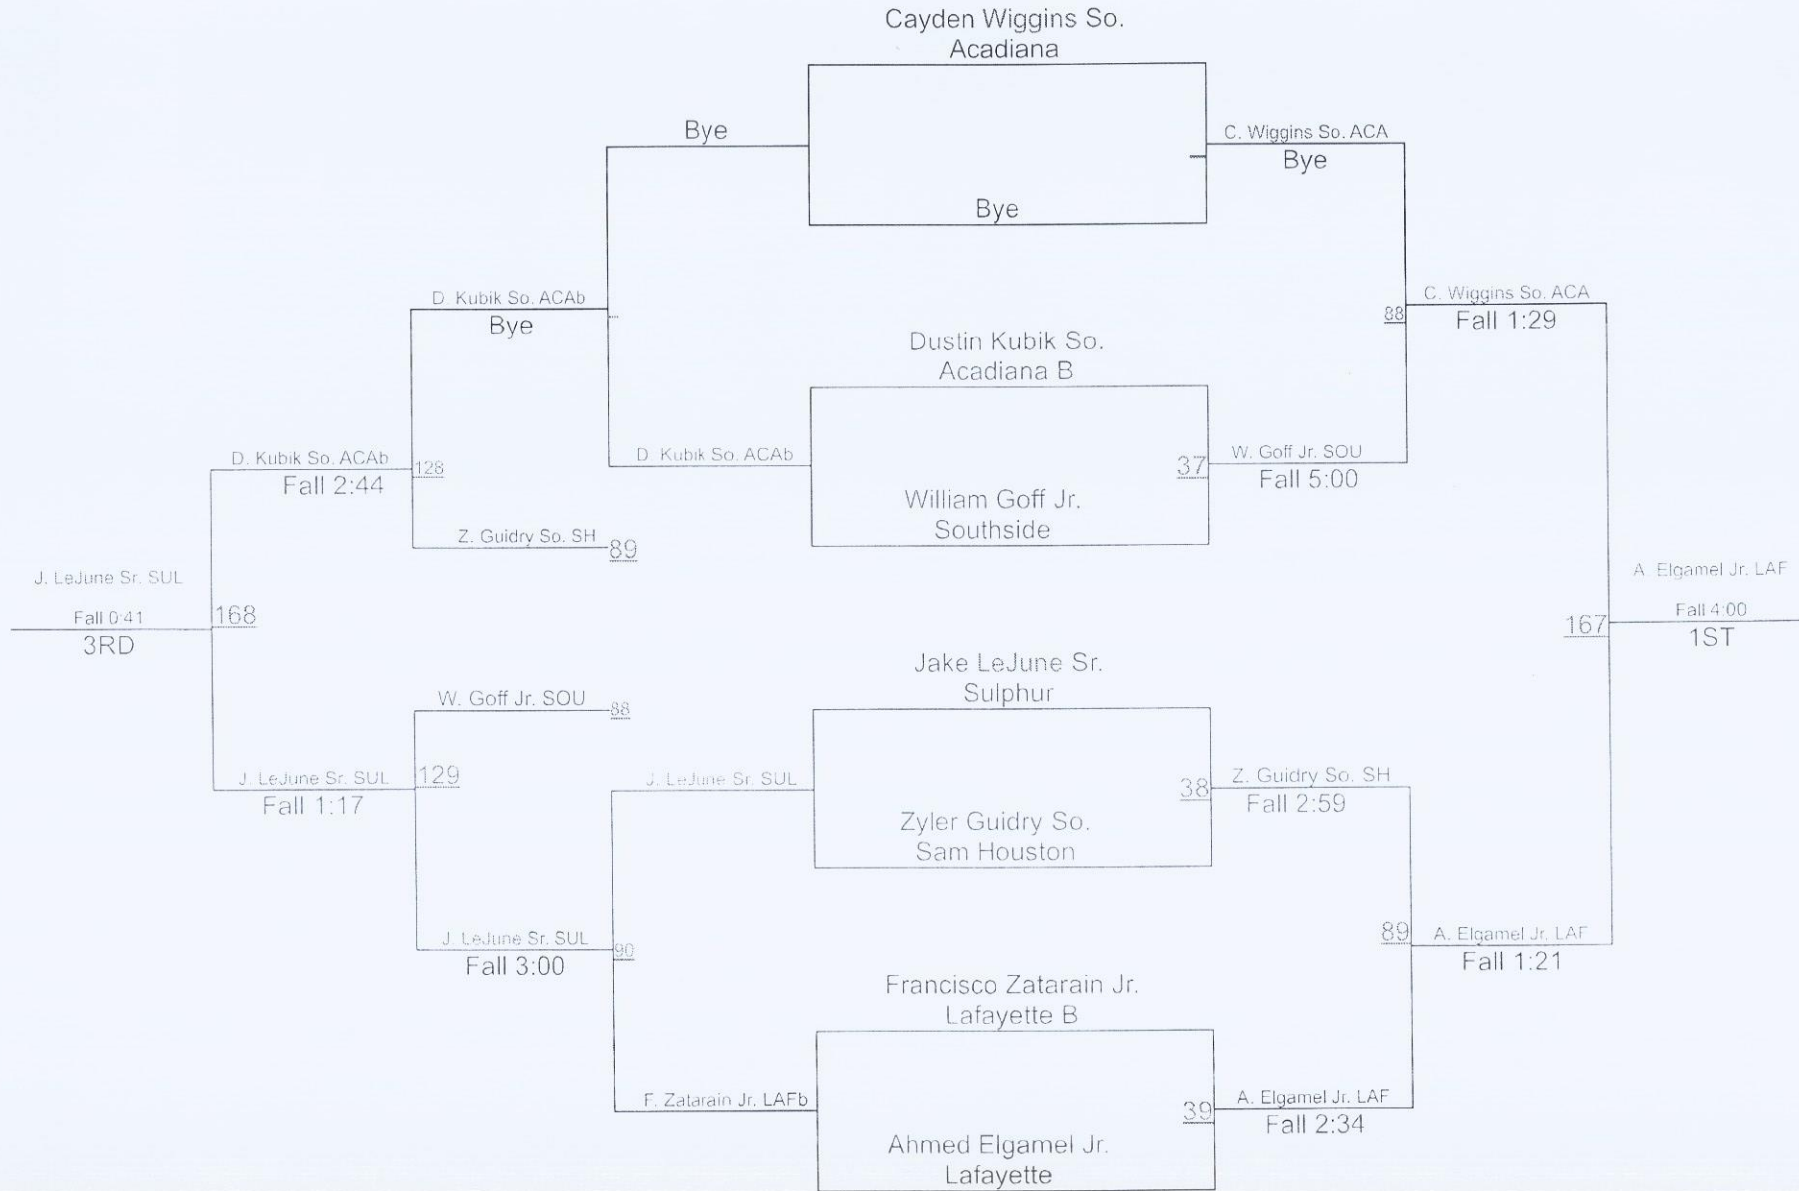 Cayden Wiggins So.
Acadiana
Bye
C. Wiggins So. ACA
Bye
Bye
D. Kubik So. ACAb
Bye
C. Wiggins So. ACA
88
Fall 1:29
Dustin Kubik So.
Acadiana B
D. Kubik So. ACAb
128
Fall 2:44
D. Kubik So. ACAb
37
W. Goff Jr. SOU
Fall 5:00
William Goff Jr.
Southside
Z. Guidry So. SH
89
J. LeJune Sr. SUL
Fall 0:41
168
3RD
A. Elgamel Jr. LAF
Fall 4:00
167
1ST
Jake LeJune Sr.
Sulphur
W. Goff Jr. SOU
88
J. LeJune Sr. SUL
129
Fall 1:17
J. LeJune Sr. SUL
38
Z. Guidry So. SH
Fall 2:59
Zyler Guidry So.
Sam Houston
J. LeJune Sr. SUL
90
Fall 3:00
89
A. Elgamel Jr. LAF
Fall 1:21
Francisco Zatarain Jr.
Lafayette B
F. Zatarain Jr. LAFb
39
A. Elgamel Jr. LAF
Fall 2:34
Ahmed Elgamel Jr.
Lafayette